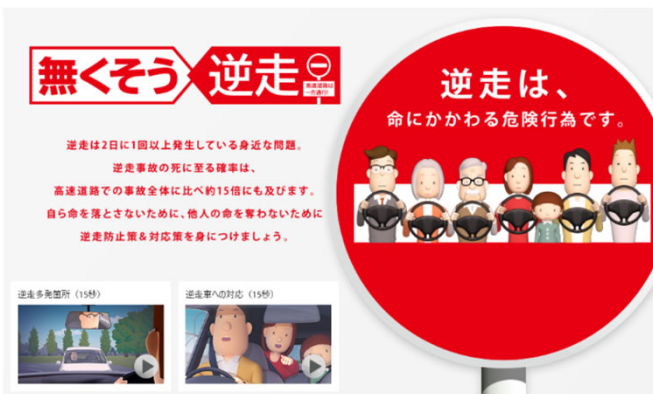 無くそう 逆走
高速道路は
一方通行!
逆走は2日に1回以上発生している身近な問題。
逆走事故の死に至る確率は、
高速道路での事故全体に比べ約15倍にも及びます。
自ら命を落とさないために、他人の命を奪わないために
逆走防止策&対応策を身につけましょう。
逆走は、
命にかかわる危険行為です。
逆走多発箇所（15秒）
逆走車への対応（15秒）